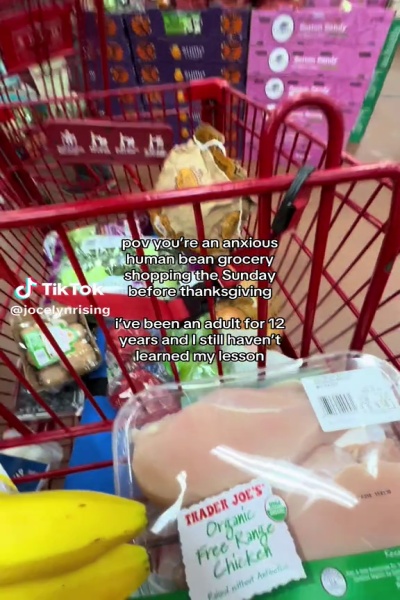 pov you're an anxious
human bean grocery
shopping the Sunday
before thanksgiving
TikTok
@jocelynrising
i've been an adult for 12
years and I still haven't
learned my lesson
TRADER JOE'S
Organic
Free Range
Chicken